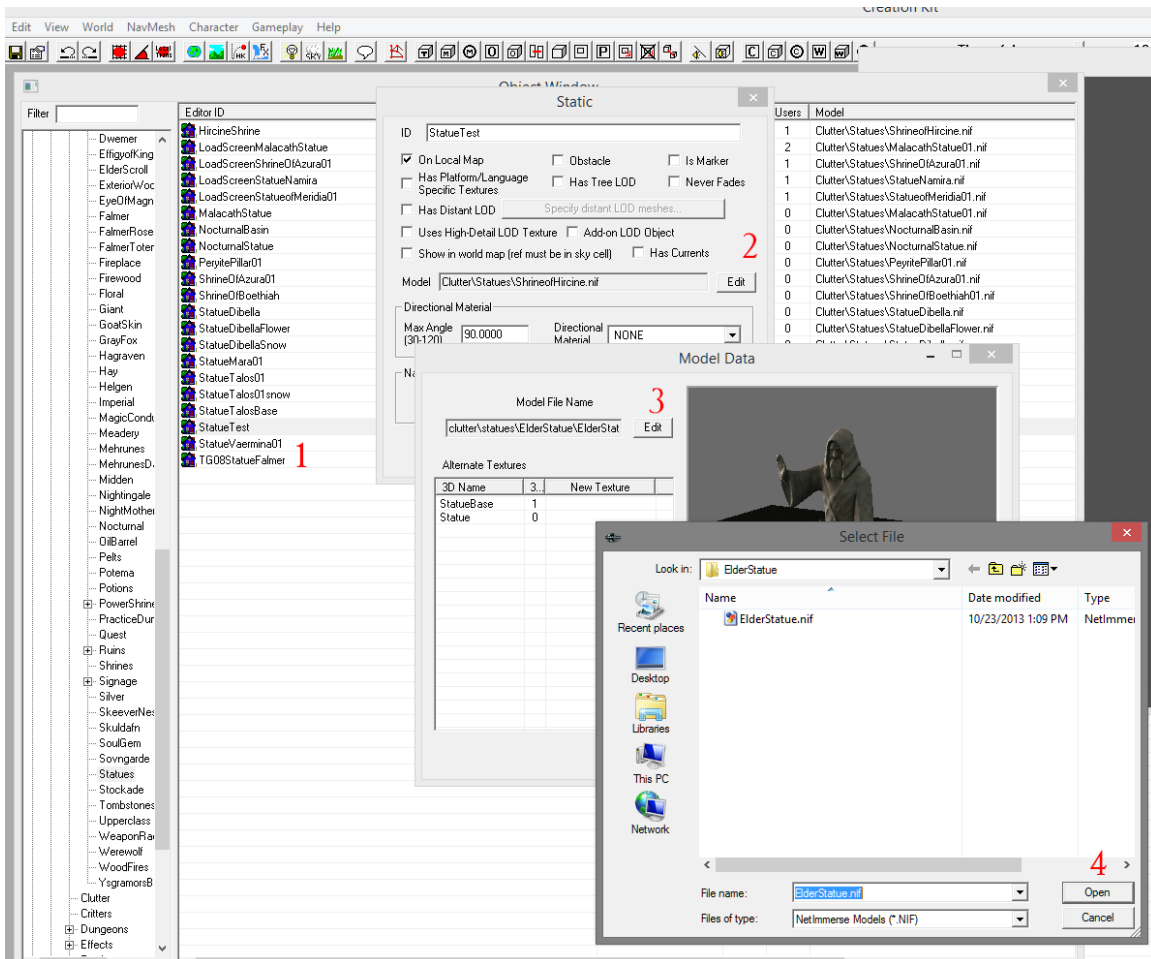 Creation Kit
Edit View World NavMesh Character Gameplay Help
Object Window
Filter
Dwemer
EffigyofKing
ElderScroll
ExteriorWoo
EyeOfMagn
Falmer
FalmerRose
FalmerToter
Fireplace
Firewood
Floral
Giant
GoatSkin
GrayFox
Hagraven
Hay
Helgen
Imperial
MagicCondu
Meadery
Mehrunes
MehrunesD
Midden
Nightingale
NightMother
Nocturnal
OilBarrel
Pelts
Potema
Potions
PowerShrine
PracticeDur
Quest
Ruins
Shrines
Signage
Silver
SkeeverNes
Skuldafn
SoulGem
Sovngarde
Statues
Stockade
Tombstones
Upperclass
WeaponRa
Werewolf
WoodFires
YsgramorsB
Clutter
Critters
Dungeons
Effects
Editor ID
HircineShrine
LoadScreenMalacathStatue
LoadScreenShrineOfAzura01
LoadScreenStatueNamira
LoadScreenStatueofMeridia01
MalacathStatue
NocturnalBasin
NocturnalStatue
PeryitePillar01
ShrineOfAzura01
ShrineOfBoethiah
StatueDibella
StatueDibellaFlower
StatueDibellaSnow
StatueMara01
StatueTalos01
StatueTalos01snow
StatueTalosBase
StatueTest
StatueVaermina01
TG08StatueFalmer
1
Users Model
1 Clutter\Statues\ShrineofHircine.nif
2 Clutter\Statues\MalacathStatue01.nif
1 Clutter\Statues\ShrineOfAzura01.nif
1 Clutter\Statues\StatueNamira.nif
1 Clutter\Statues\StatueofMeridia01.nif
0 Clutter\Statues\MalacathStatue01.nif
0 Clutter\Statues\NocturnalBasin.nif
0 Clutter\Statues\NocturnalStatue.nif
0 Clutter\Statues\PeyritePillar01.nif
0 Clutter\Statues\ShrineOfAzura01.nif
0 Clutter\Statues\ShrineOfBoethiah01.nif
0 Clutter\Statues\StatueDibella.nif
0 Clutter\Statues\StatueDibellaFlower.nif
Static
ID StatueTest
On Local Map Obstacle Is Marker
Has Platform/Language
Specific Textures
Has Tree LOD Never Fades
Has Distant LOD Specify distant LOD meshes...
Uses High-Detail LOD Texture Add-on LOD Object
2
Show in world map (ref must be in sky cell) Has Currents
Model Clutter\Statues\ShrineofHircine.nif Edit
Directional Material
Max Angle
(30-120)
90.0000
Directional
Material
NONE
Model Data
Model File Name
3
clutter\statues\ElderStatue\ElderStat Edit
Alternate Textures
3D Name 3... New Texture
StatueBase 1
Statue 0
Select File
Look in: ElderStatue
Name Date modified Type
ElderStatue.nif 10/23/2013 1:09 PM NetImmer
Recent places
Desktop
Libraries
This PC
Network
4
File name: ElderStatue.nif Open
Files of type: NetImmerse Models (*.NIF) Cancel